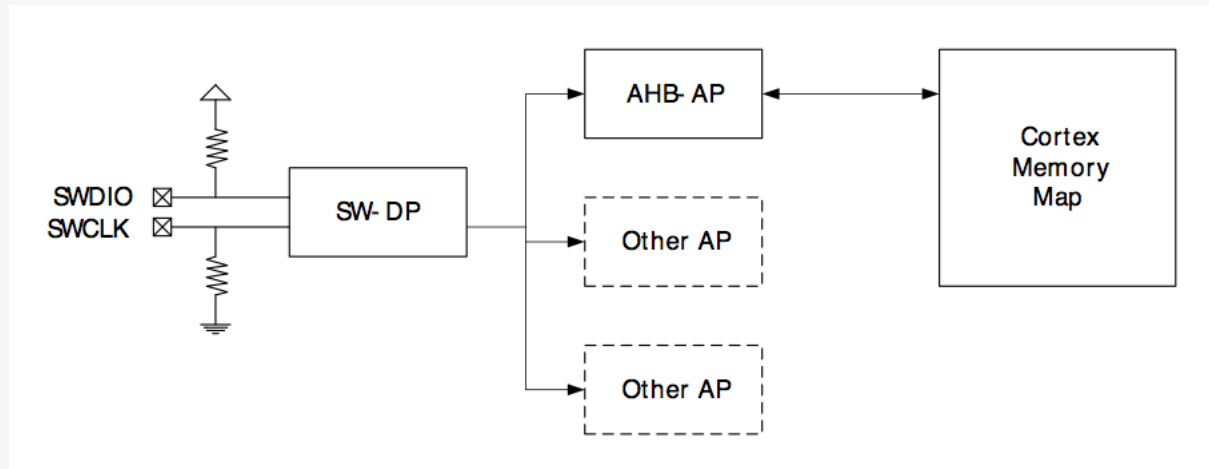 SWDIO
SWCLK
SW-DP
AHB-AP
Other AP
Other AP
Cortex
Memory
Map